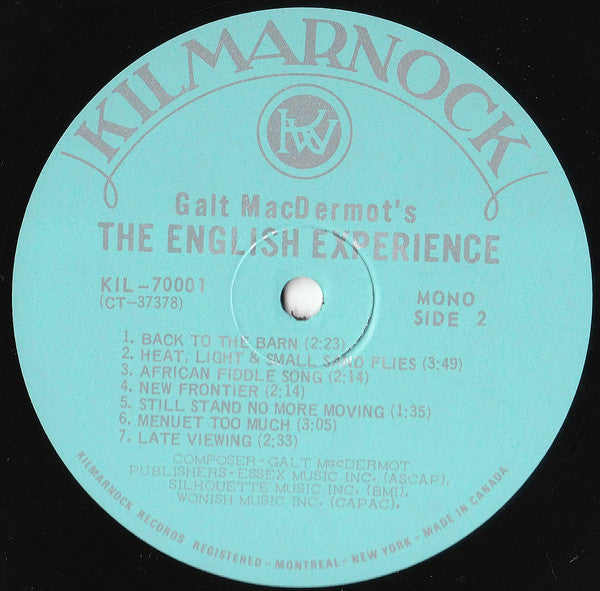 KILMARNOCK
KW
Galt MacDermot's
THE ENGLISH EXPERIENCE
KIL-70001
(CT-37378)
MONO
SIDE 2
1. BACK TO THE BARN (2:23)
2. HEAT, LIGHT & SMALL SAND FLIES (3:49)
3. AFRICAN FIDDLE SONG (2:14)
4. NEW FRONTIER (2:14)
5. STILL STAND NO MORE MOVING (1:35)
6. MENUET TOO MUCH (3:05)
7. LATE VIEWING (2:33)
COMPOSER-GALT MacDERMOT
PUBLISHERS-ESSEX MUSIC INC. (ASCAP),
SILHOUETTE MUSIC INC. (BMI),
WONISH MUSIC INC. (CAPAC).
KILMARNOCK RECORDS REGISTERED - MONTREAL - NEW YORK - MADE IN CANADA